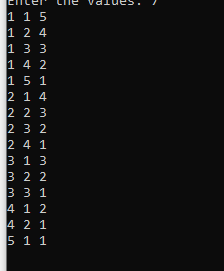 Enter the values: 7
1 1 5
1 2 4
1 3 3
1 4 2
1 5 1
2 1 4
2 2 3
2 3 2
2 4 1
3 1 3
3 2 2
3 3 1
4 1 2
4 2 1
5 1 1